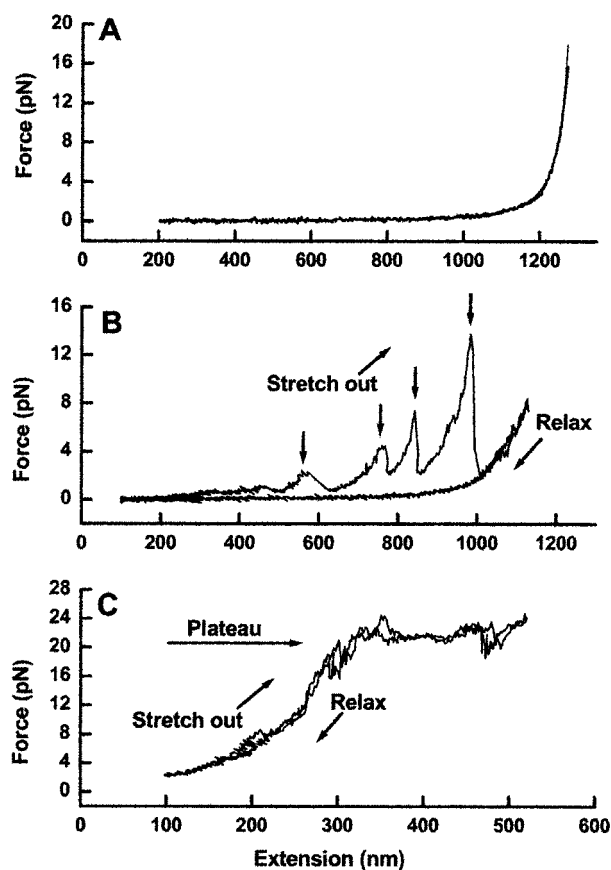 A
20
16
12
8
4
0
Force (pN)
0 200 400 600 800 1000 1200
B
16
12
8
4
0
Force (pN)
Stretch out
Relax
0 200 400 600 800 1000 1200
C
28
24
20
16
12
8
4
0
Force (pN)
Plateau
Stretch out
Relax
0 100 200 300 400 500 600
Extension (nm)